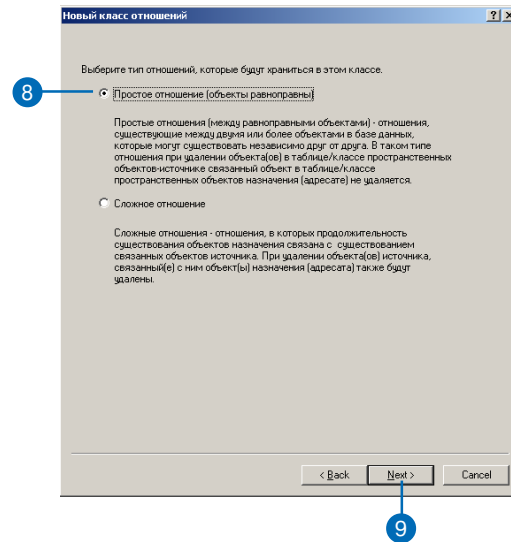 Новый класс отношений
? x
Выберите тип отношений, которые будут храниться в этом классе.
8
Простое отношение (объекты равноправны)
Простые отношения (между равноправными объектами) - отношения,
существующие между двумя или более объектами в базе данных,
которые могут существовать независимо друг от друга. В таком типе
отношения при удалении объекта(ов) в таблице/классе пространственных
объектов-источнике связанный объект в таблице/классе
пространственных объектов назначения (адресате) не удаляется.
Сложное отношение
Сложные отношения - отношения, в которых продолжительность
существования объектов назначения связана с существованием
связанных объектов источника. При удалении объекта(ов) источника,
связанный(е) с ним объект(ы) назначения (адресата) также будут
удалены.
< Back Next > Cancel
9